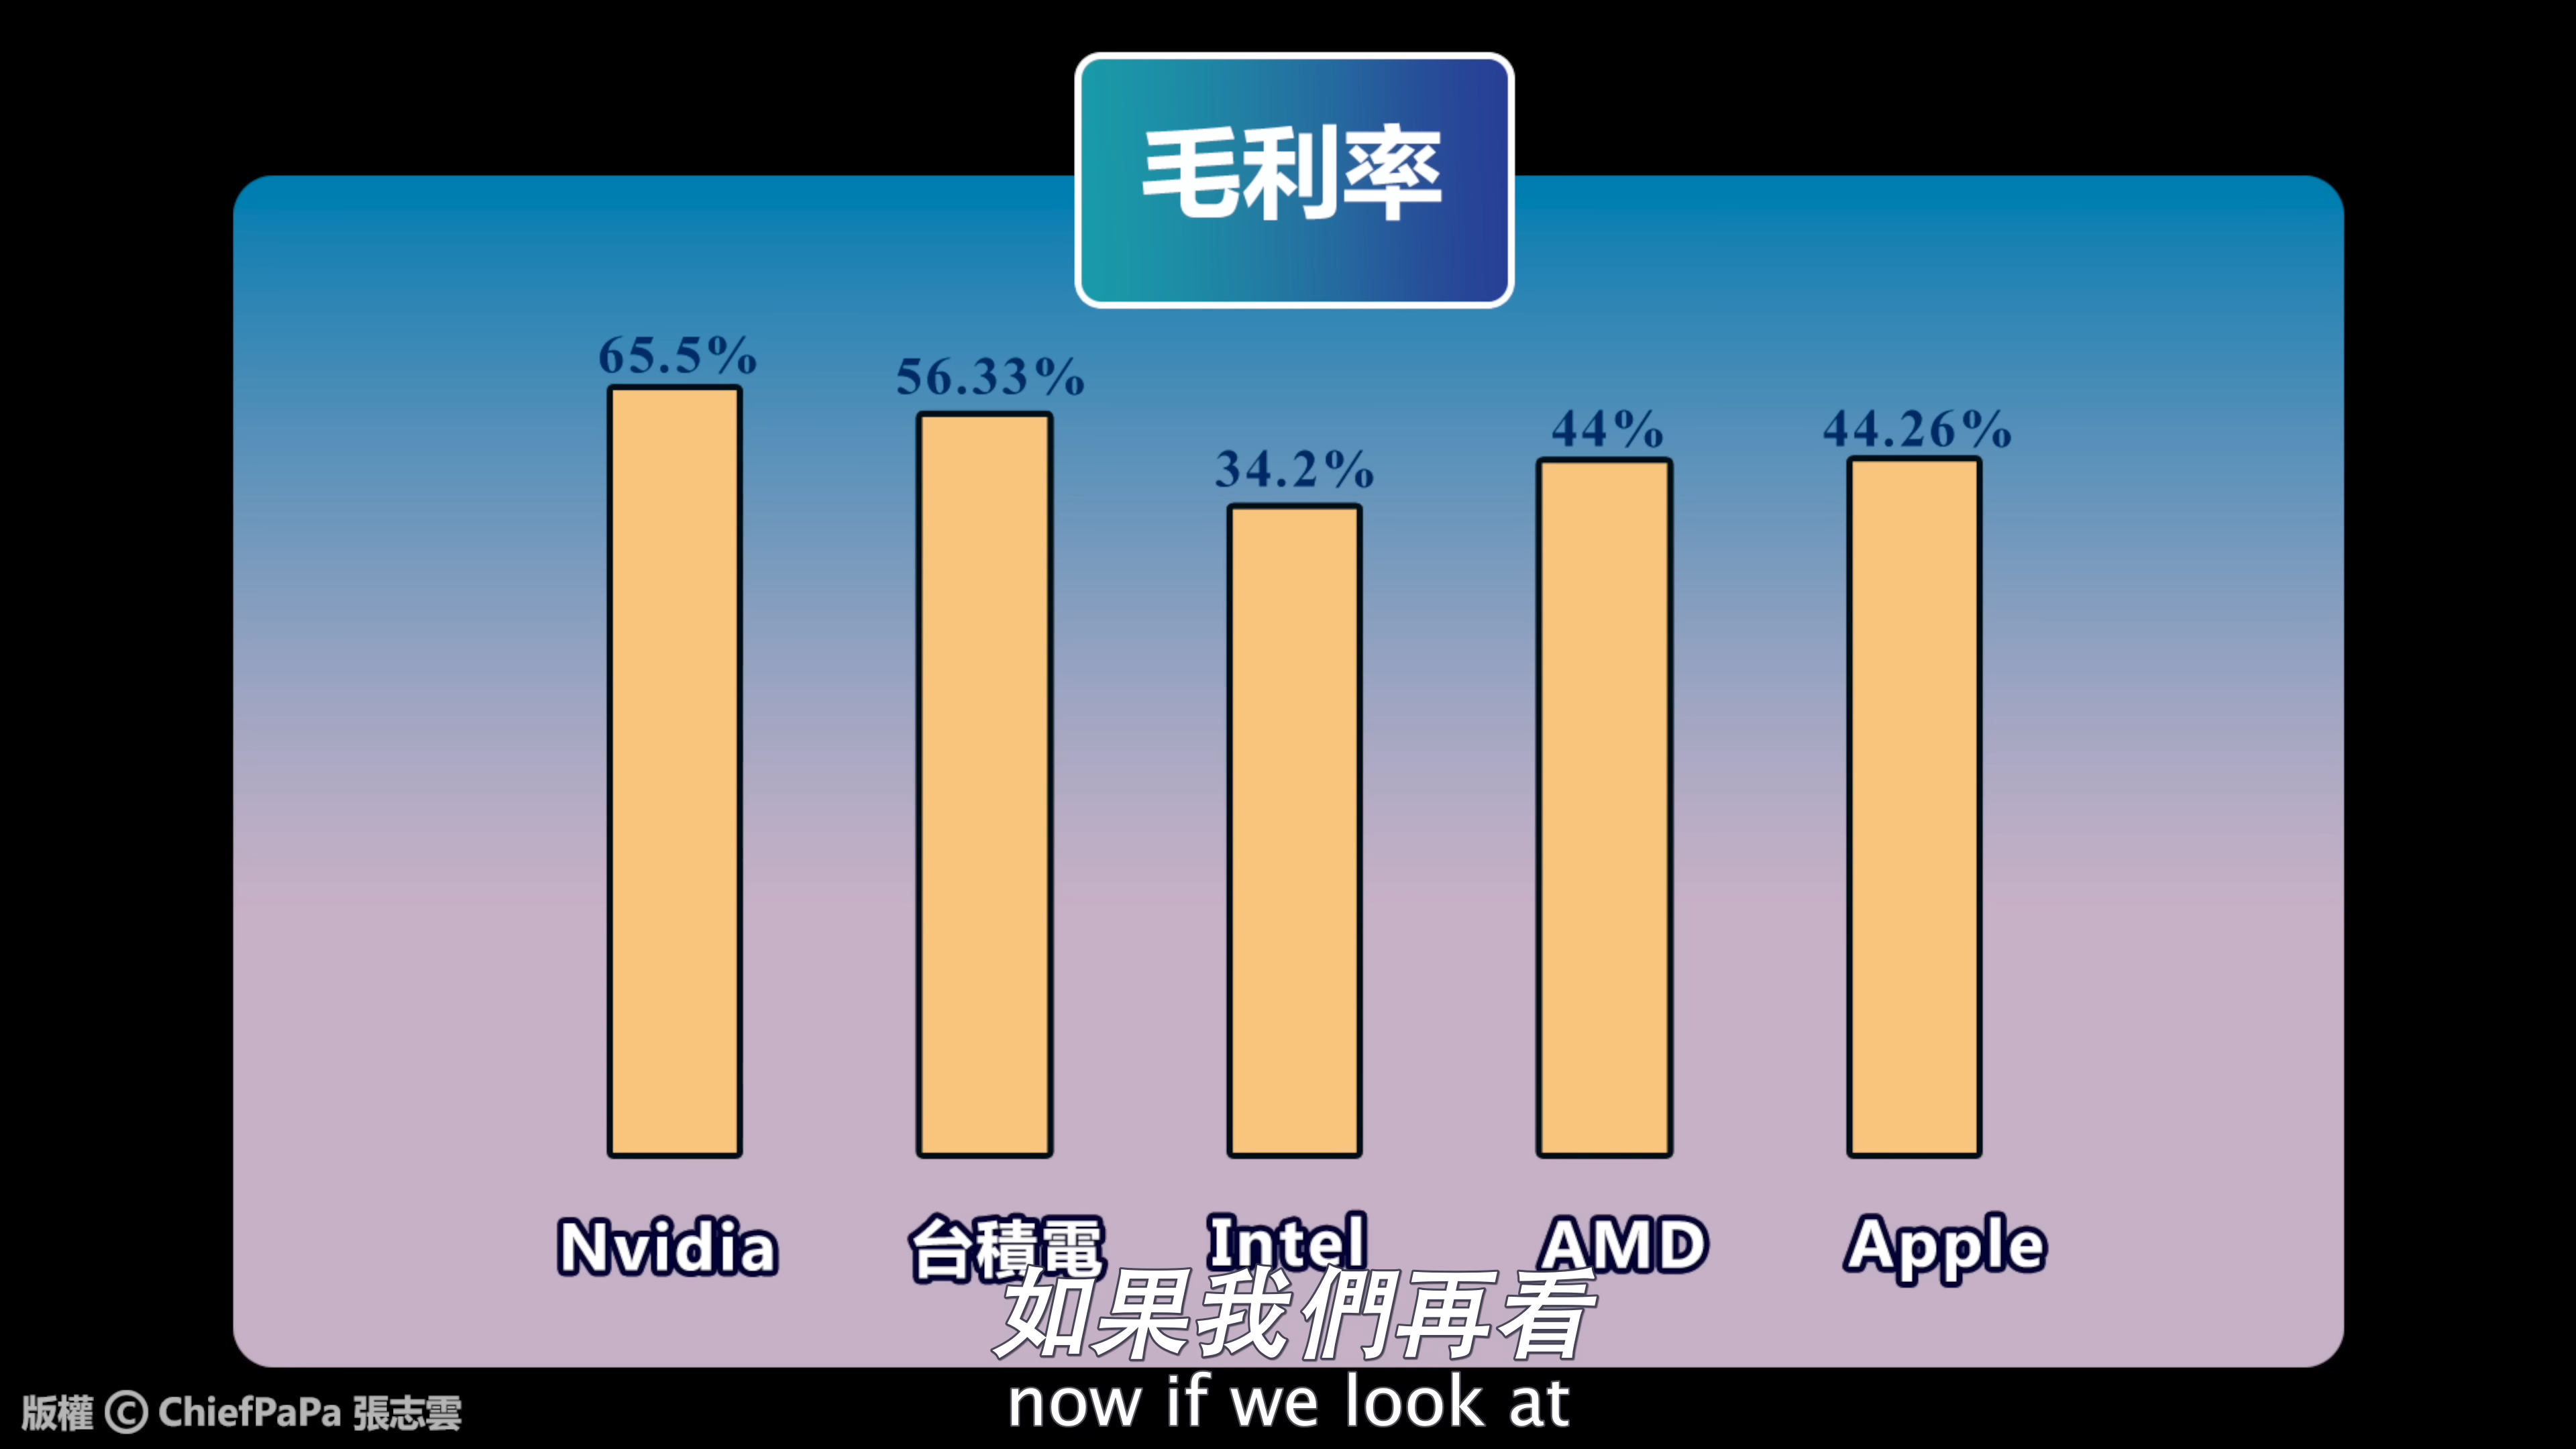 毛利率
65.5%
56.33%
34.2%
44%
44.26%
Nvidia
台積電
Intel
AMD
Apple
如果我們再看
now if we look at
版權 © ChiefPaPa 張志雲